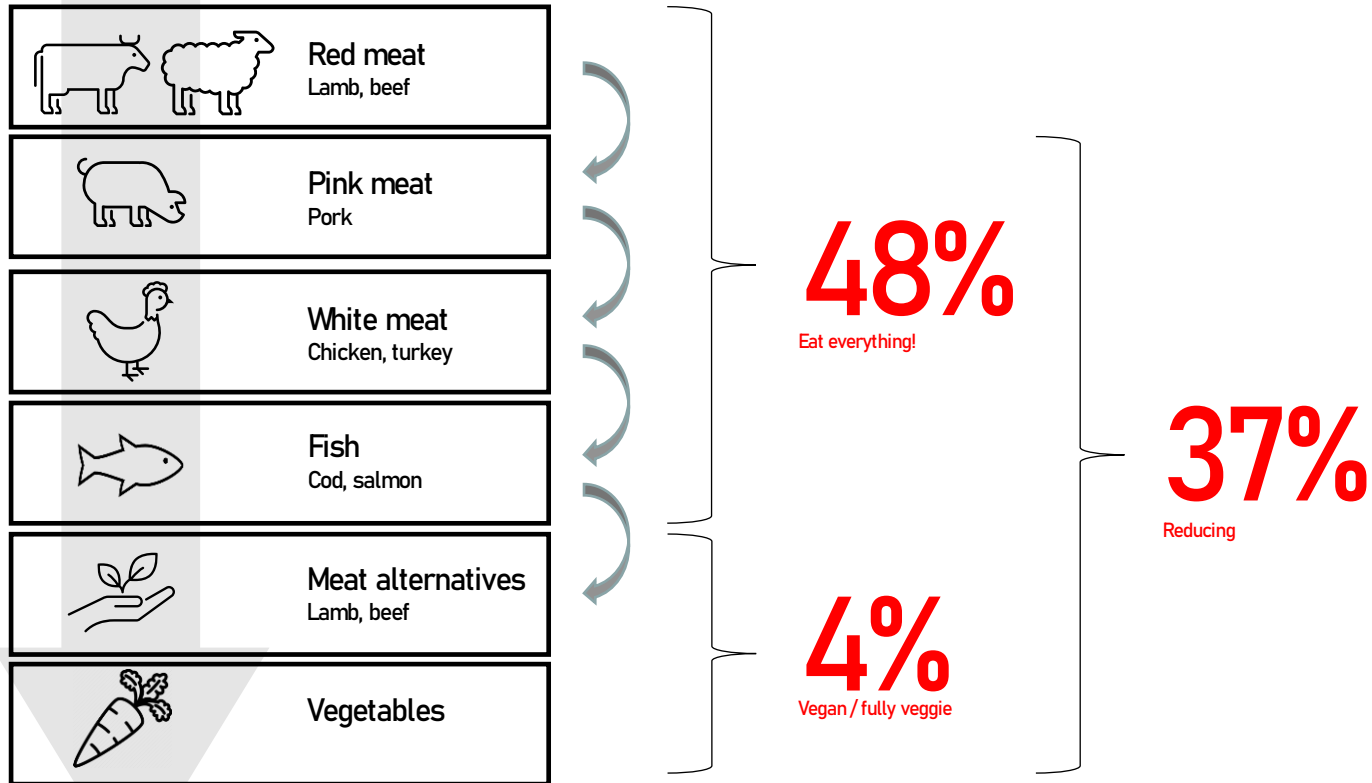 Red meat
Lamb, beef
Pink meat
Pork
White meat
Chicken, turkey
Fish
Cod, salmon
Meat alternatives
Lamb, beef
Vegetables
48%
Eat everything!
4%
Vegan / fully veggie
37%
Reducing